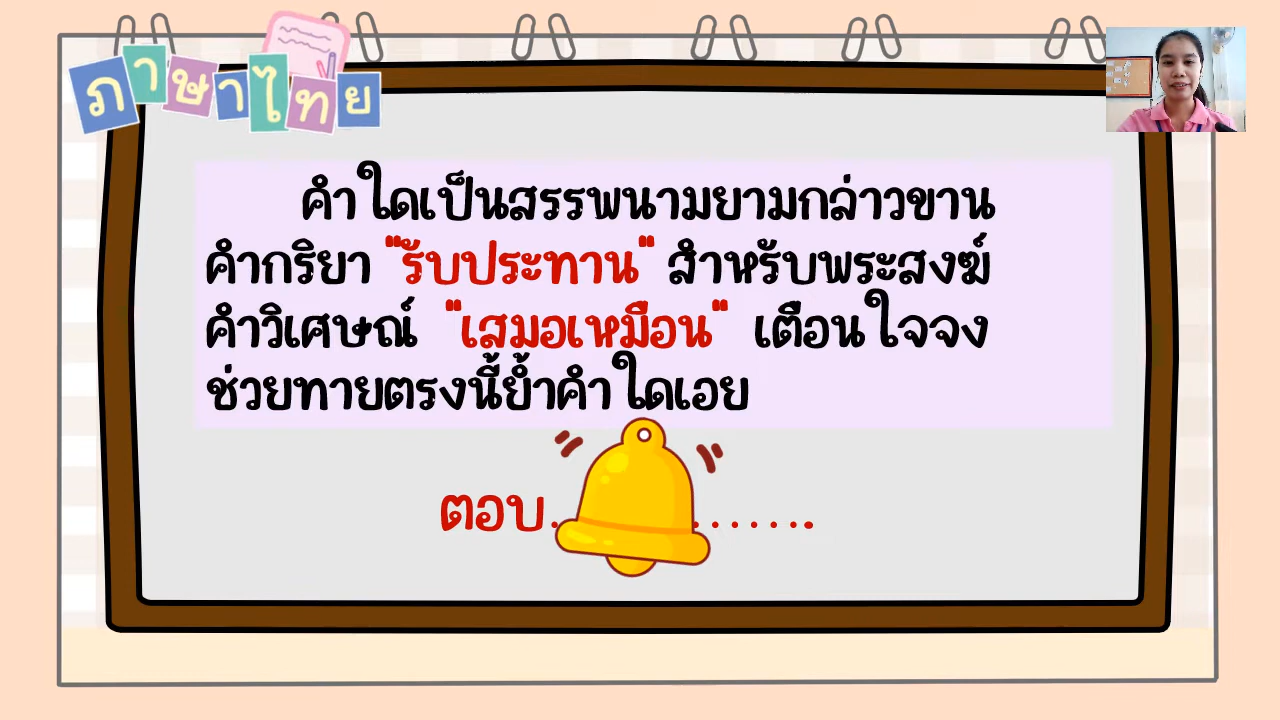 ภาษาไทย
คำใดเป็นสรรพนามยามกล่าวขาน
คำกริยา "รับประทาน" สำหรับพระสงฆ์
คำวิเศษณ์ "เสมอเหมือน" เตือนใจจง
ช่วยทายตรงนี้ย้ำคำใดเอย
ตอบ.........